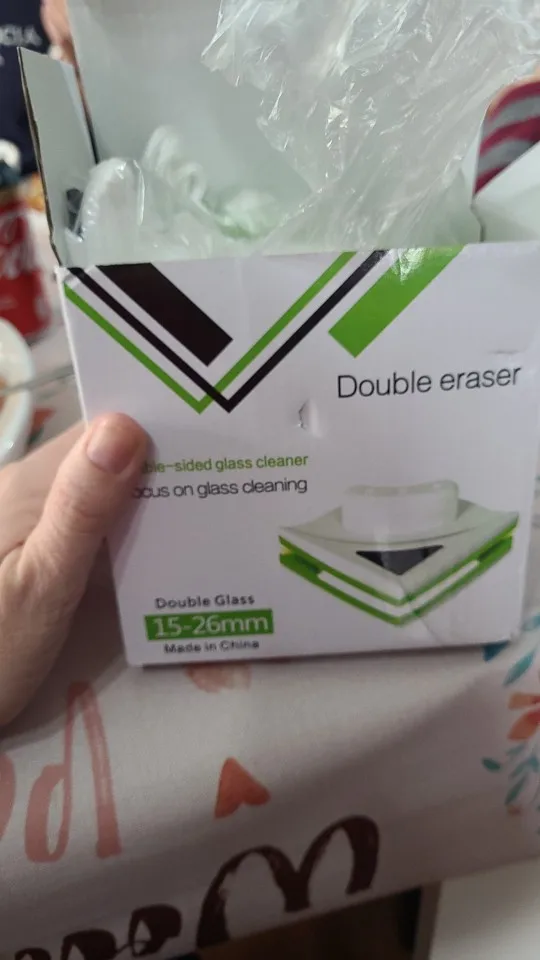 Double eraser
ble-sided glass cleaner
ocus on glass cleaning
Double Glass
15-26mm
Made in China